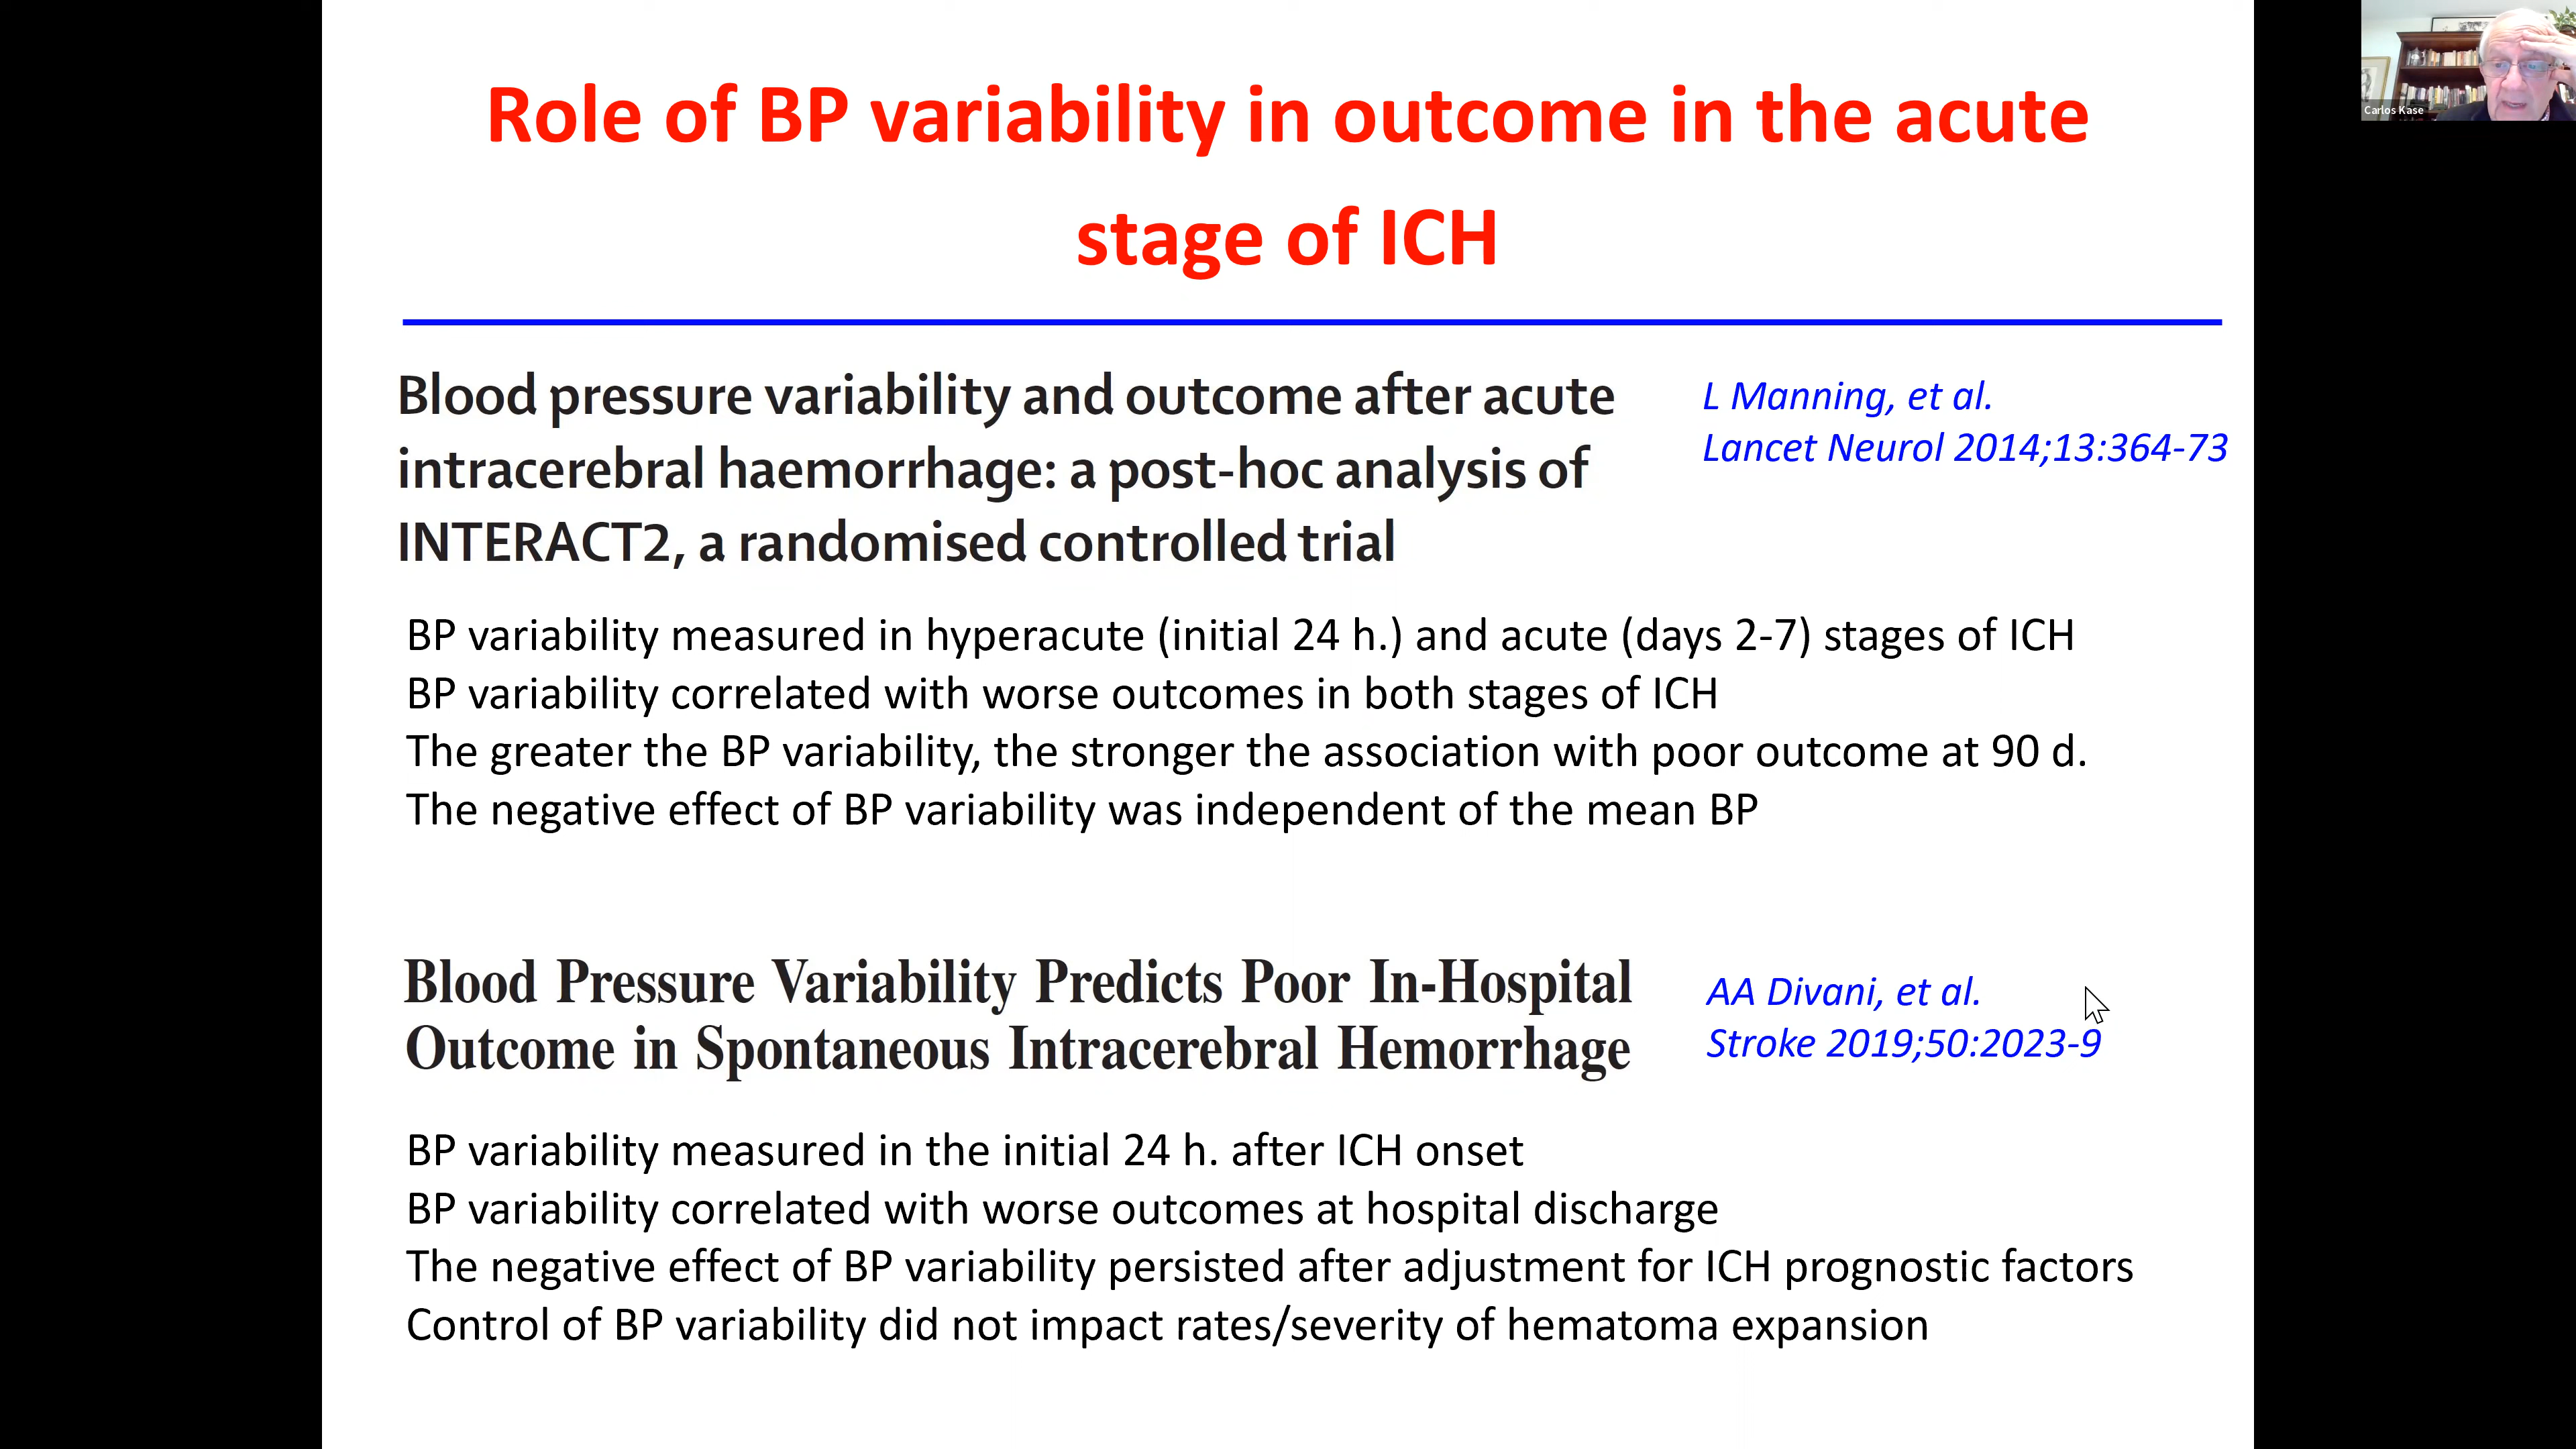 Role of BP variability in outcome in the acute
stage of ICH
Blood pressure variability and outcome after acute
intracerebral haemorrhage: a post-hoc analysis of
INTERACT2, a randomised controlled trial
L Manning, et al.
Lancet Neurol 2014;13:364-73
BP variability measured in hyperacute (initial 24 h.) and acute (days 2-7) stages of ICH
BP variability correlated with worse outcomes in both stages of ICH
The greater the BP variability, the stronger the association with poor outcome at 90 d.
The negative effect of BP variability was independent of the mean BP
Blood Pressure Variability Predicts Poor In-Hospital
Outcome in Spontaneous Intracerebral Hemorrhage
AA Divani, et al.
Stroke 2019;50:2023-9
BP variability measured in the initial 24 h. after ICH onset
BP variability correlated with worse outcomes at hospital discharge
The negative effect of BP variability persisted after adjustment for ICH prognostic factors
Control of BP variability did not impact rates/severity of hematoma expansion
Carlos Kase